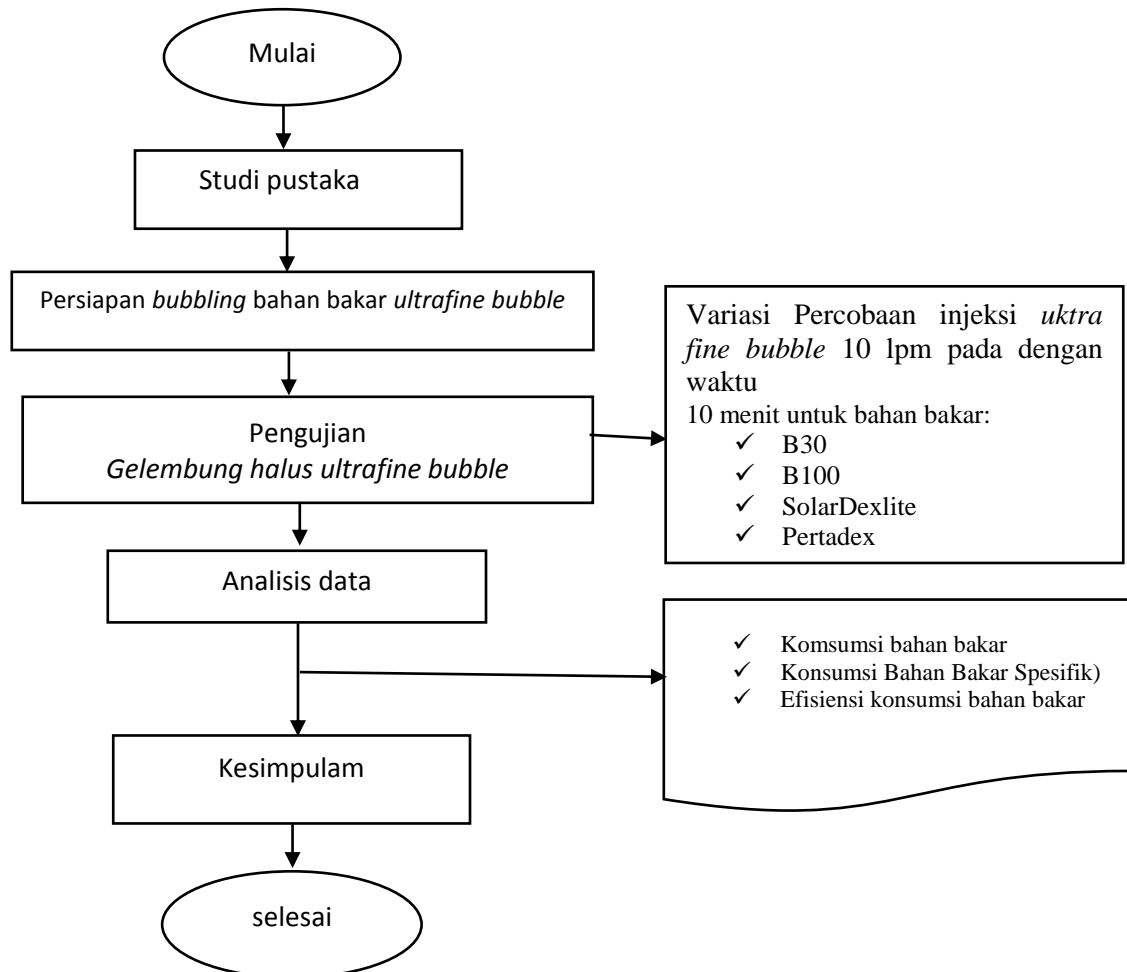 Mulai
Studi pustaka
Persiapan bubbling bahan bakar ultrafine bubble
Pengujian
Gelembung halus ultrafine bubble
Variasi Percobaan injeksi uktra
fine bubble 10 lpm pada dengan
waktu
10 menit untuk bahan bakar:
✓ B30
✓ B100
✓ SolarDexlite
✓ Pertadex
Analisis data
✓ Komsumsi bahan bakar
✓ Konsumsi Bahan Bakar Spesifik)
✓ Efisiensi konsumsi bahan bakar
Kesimpulam
selesai